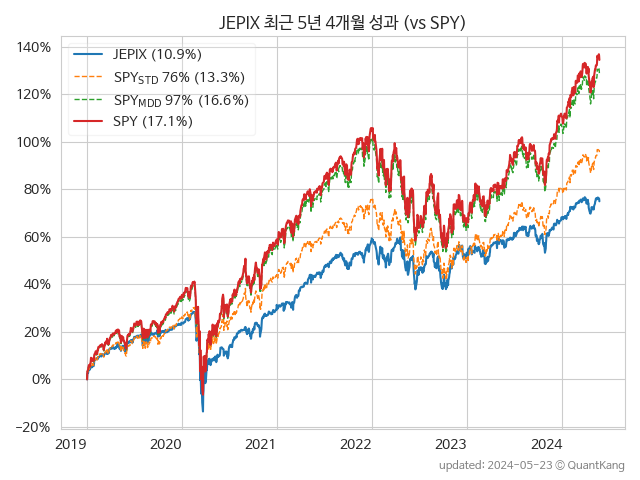 JEPIX 최근 5년 4개월 성과 (vs SPY)
140%
120%
100%
80%
60%
40%
20%
0%
−20%
JEPIX (10.9%)
SPY_STD 76% (13.3%)
SPY_MDD 97% (16.6%)
SPY (17.1%)
2019 2020 2021 2022 2023 2024
updated: 2024-05-23 ⓒ QuantKang